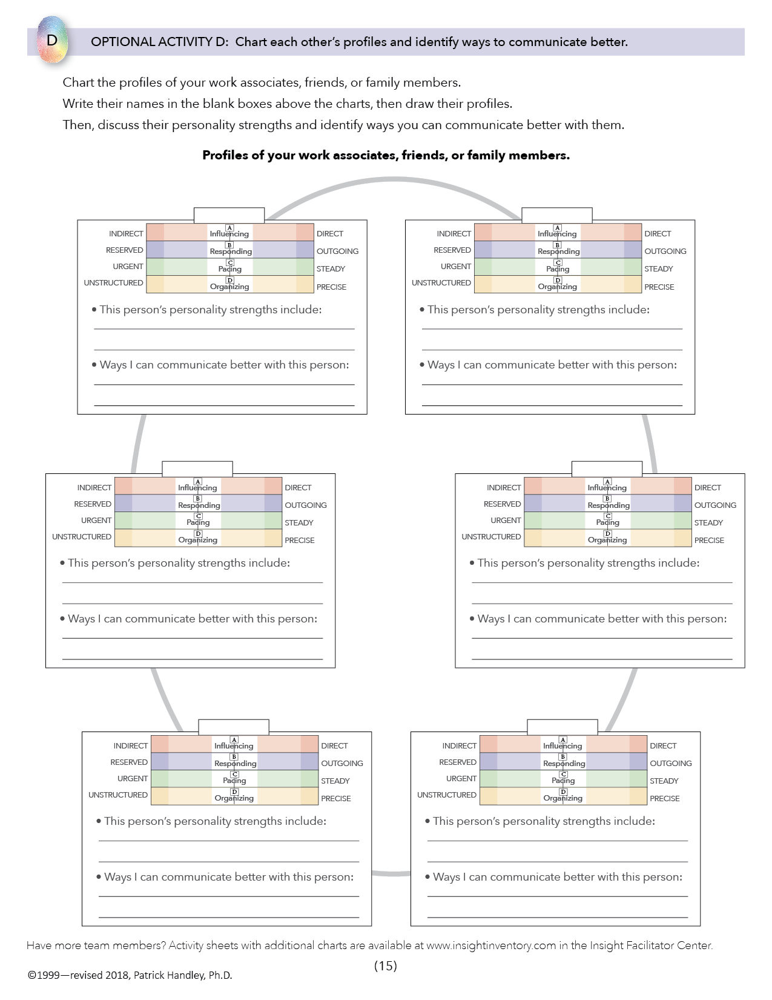 D
OPTIONAL ACTIVITY D:  Chart each other’s profiles and identify ways to communicate better.
Chart the profiles of your work associates, friends, or family members.
Write their names in the blank boxes above the charts, then draw their profiles.
Then, discuss their personality strengths and identify ways you can communicate better with them.
Profiles of your work associates, friends, or family members.
INDIRECT A Influencing DIRECT
RESERVED B Responding OUTGOING
URGENT C Pacing STEADY
UNSTRUCTURED D Organizing PRECISE
• This person’s personality strengths include:
• Ways I can communicate better with this person:
INDIRECT A Influencing DIRECT
RESERVED B Responding OUTGOING
URGENT C Pacing STEADY
UNSTRUCTURED D Organizing PRECISE
• This person’s personality strengths include:
• Ways I can communicate better with this person:
INDIRECT A Influencing DIRECT
RESERVED B Responding OUTGOING
URGENT C Pacing STEADY
UNSTRUCTURED D Organizing PRECISE
• This person’s personality strengths include:
• Ways I can communicate better with this person:
INDIRECT A Influencing DIRECT
RESERVED B Responding OUTGOING
URGENT C Pacing STEADY
UNSTRUCTURED D Organizing PRECISE
• This person’s personality strengths include:
• Ways I can communicate better with this person:
INDIRECT A Influencing DIRECT
RESERVED B Responding OUTGOING
URGENT C Pacing STEADY
UNSTRUCTURED D Organizing PRECISE
• This person’s personality strengths include:
• Ways I can communicate better with this person:
INDIRECT A Influencing DIRECT
RESERVED B Responding OUTGOING
URGENT C Pacing STEADY
UNSTRUCTURED D Organizing PRECISE
• This person’s personality strengths include:
• Ways I can communicate better with this person:
Have more team members? Activity sheets with additional charts are available at www.insightinventory.com in the Insight Facilitator Center.
(15)
©1999—revised 2018, Patrick Handley, Ph.D.